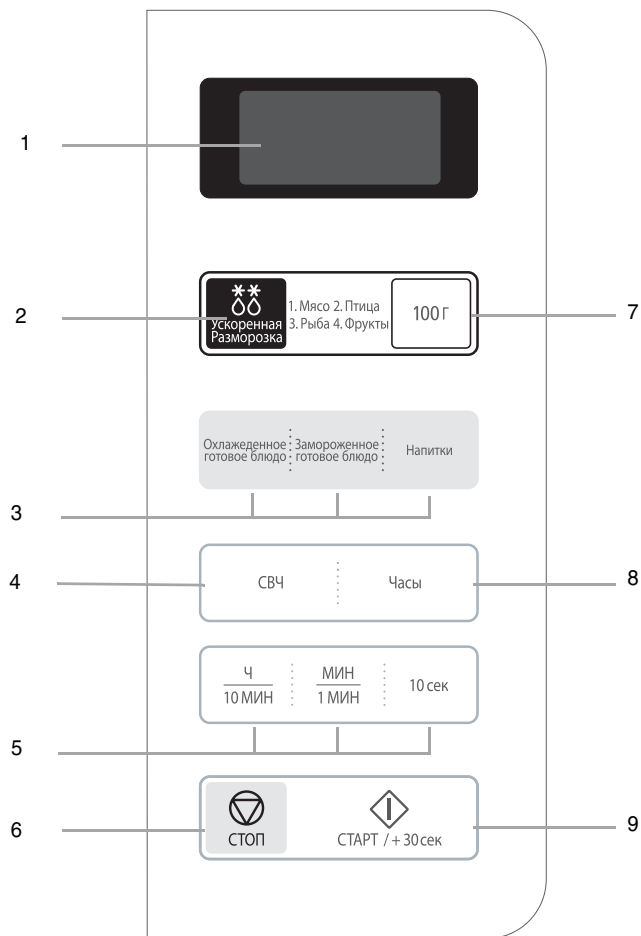 1
2
Ускоренная
Разморозка
1. Мясо 2. Птица
3. Рыба 4. Фрукты
100 Г
7
Охлажеденное
готовое блюдо
Замороженное
готовое блюдо
Напитки
3
4
СВЧ
Часы
8
Ч
10 МИН
МИН
1 МИН
10 сек
5
6
СТОП
СТАРТ / + 30 сек
9